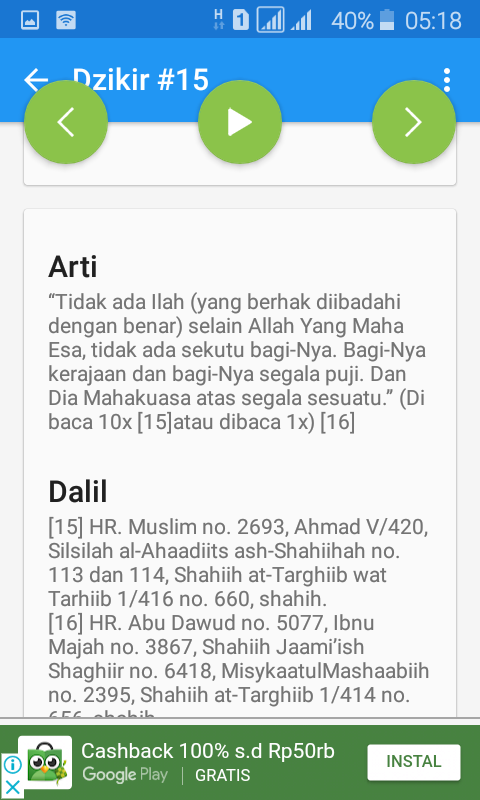 H 1 40% 05:18
Dzikir #15
Arti
“Tidak ada Ilah (yang berhak diibadahi
dengan benar) selain Allah Yang Maha
Esa, tidak ada sekutu bagi-Nya. Bagi-Nya
kerajaan dan bagi-Nya segala puji. Dan
Dia Mahakuasa atas segala sesuatu.” (Di
baca 10x [15]atau dibaca 1x) [16]
Dalil
[15] HR. Muslim no. 2693, Ahmad V/420,
Silsilah al-Ahaadiits ash-Shahiihah no.
113 dan 114, Shahiih at-Targhiib wat
Tarhiib 1/416 no. 660, shahih.
[16] HR. Abu Dawud no. 5077, Ibnu
Majah no. 3867, Shahiih Jaami’ish
Shaghiir no. 6418, MisykaatulMashaabiih
no. 2395, Shahiih at-Targhiib 1/414 no.
656, shahih
Cashback 100% s.d Rp50rb
Google Play | GRATIS
INSTAL